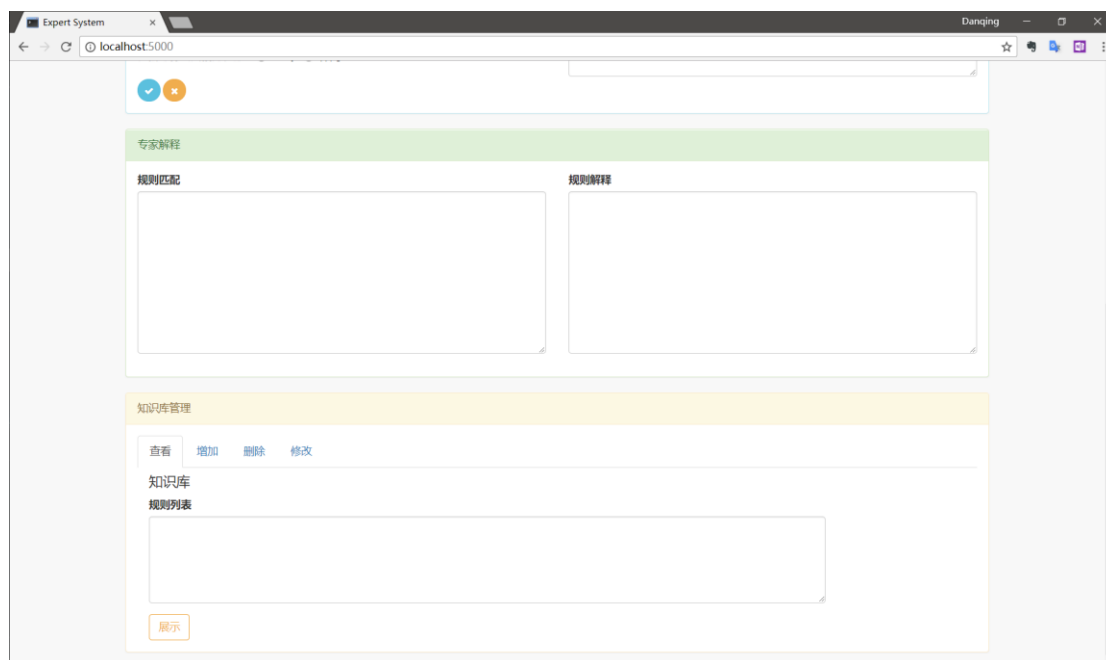 Expert System
Danqing
localhost:5000
专家解释
规则匹配
规则解释
知识库管理
查看 增加 删除 修改
知识库
规则列表
展示